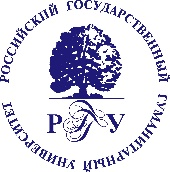 РОССИЙСКИЙ ГОСУДАРСТВЕННЫЙ ГУМАНИТАРНЫЙ УНИВЕРСИТЕТ
РГГУ